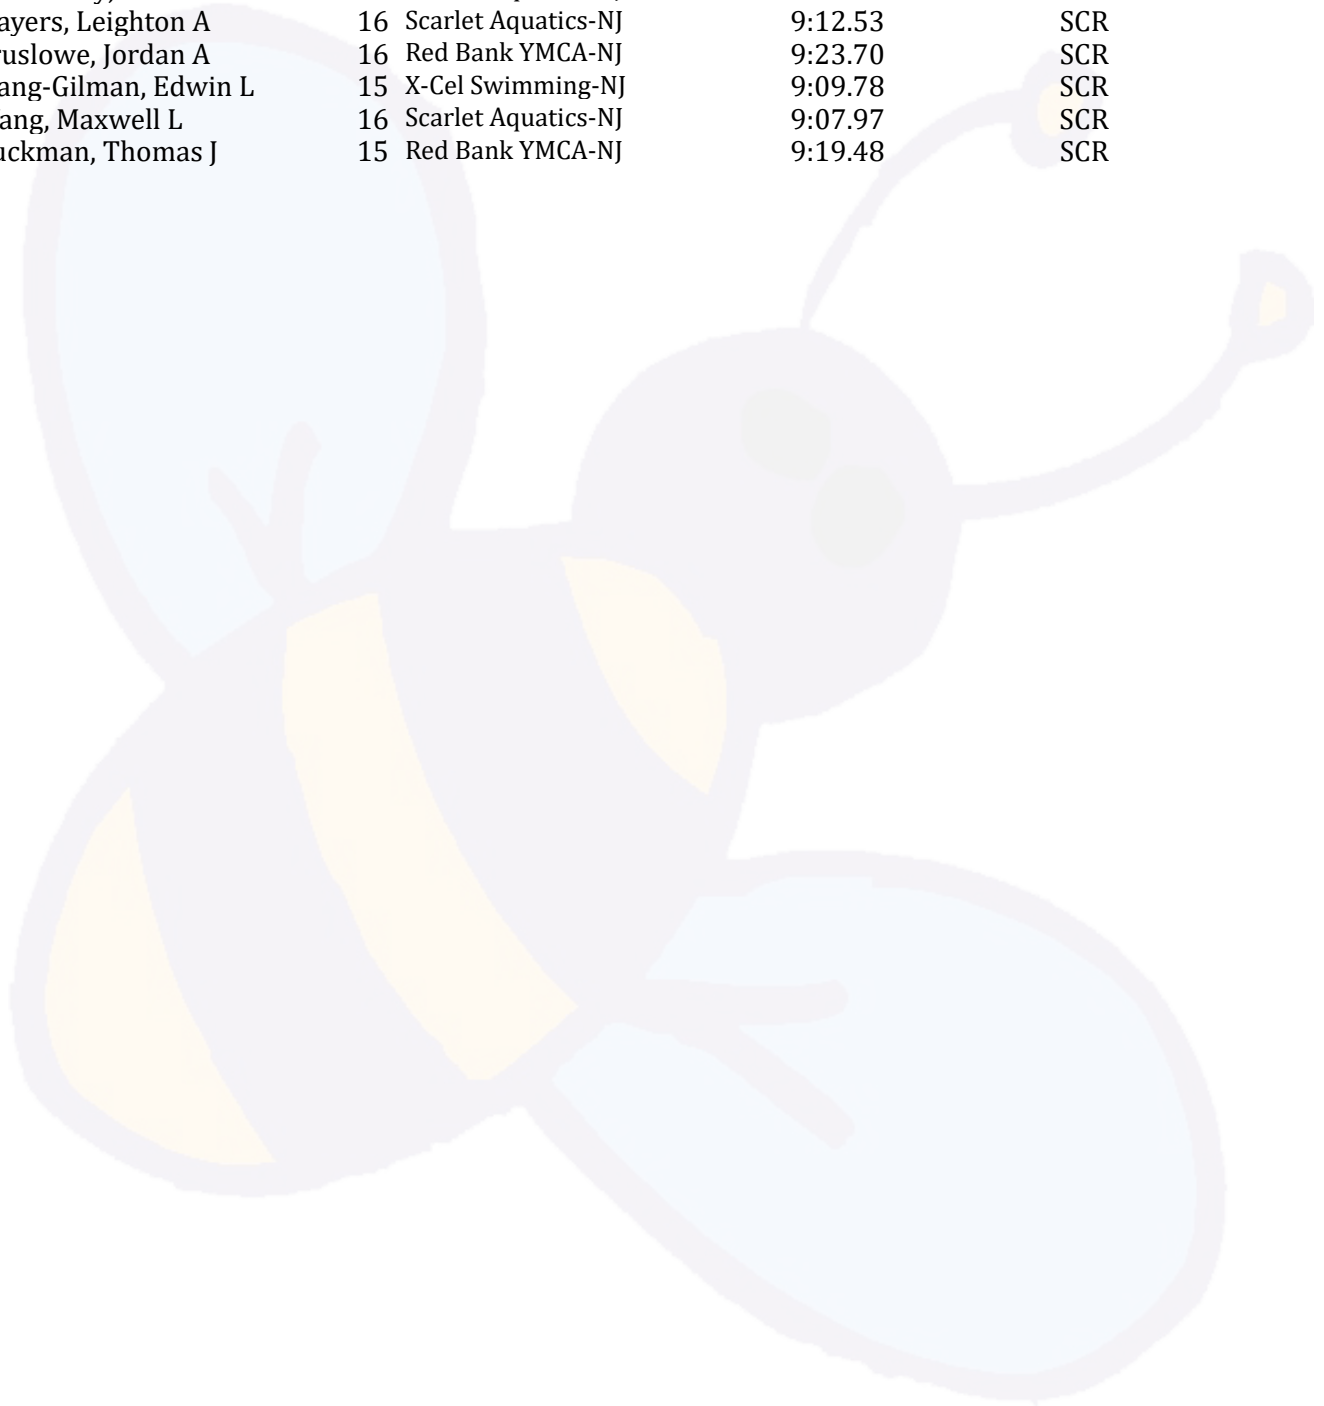 ayers, Leighton A 16 Scarlet Aquatics-NJ 9:12.53 SCR
ruslowe, Jordan A 16 Red Bank YMCA-NJ 9:23.70 SCR
ang-Gilman, Edwin L 15 X-Cel Swimming-NJ 9:09.78 SCR
ang, Maxwell L 16 Scarlet Aquatics-NJ 9:07.97 SCR
uckman, Thomas J 15 Red Bank YMCA-NJ 9:19.48 SCR